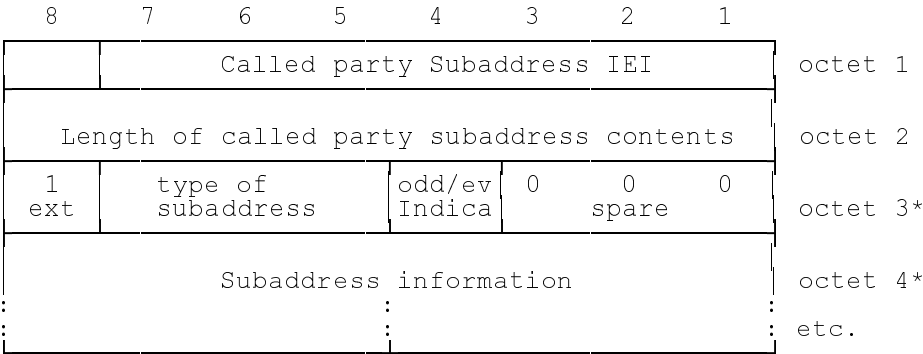 8 7 6 5 4 3 2 1
Called party Subaddress IEI octet 1
Length of called party subaddress contents octet 2
1 type of odd/ev 0 0 0
ext subaddress Indica spare octet 3*
Subaddress information octet 4*
: : :
: : : etc.